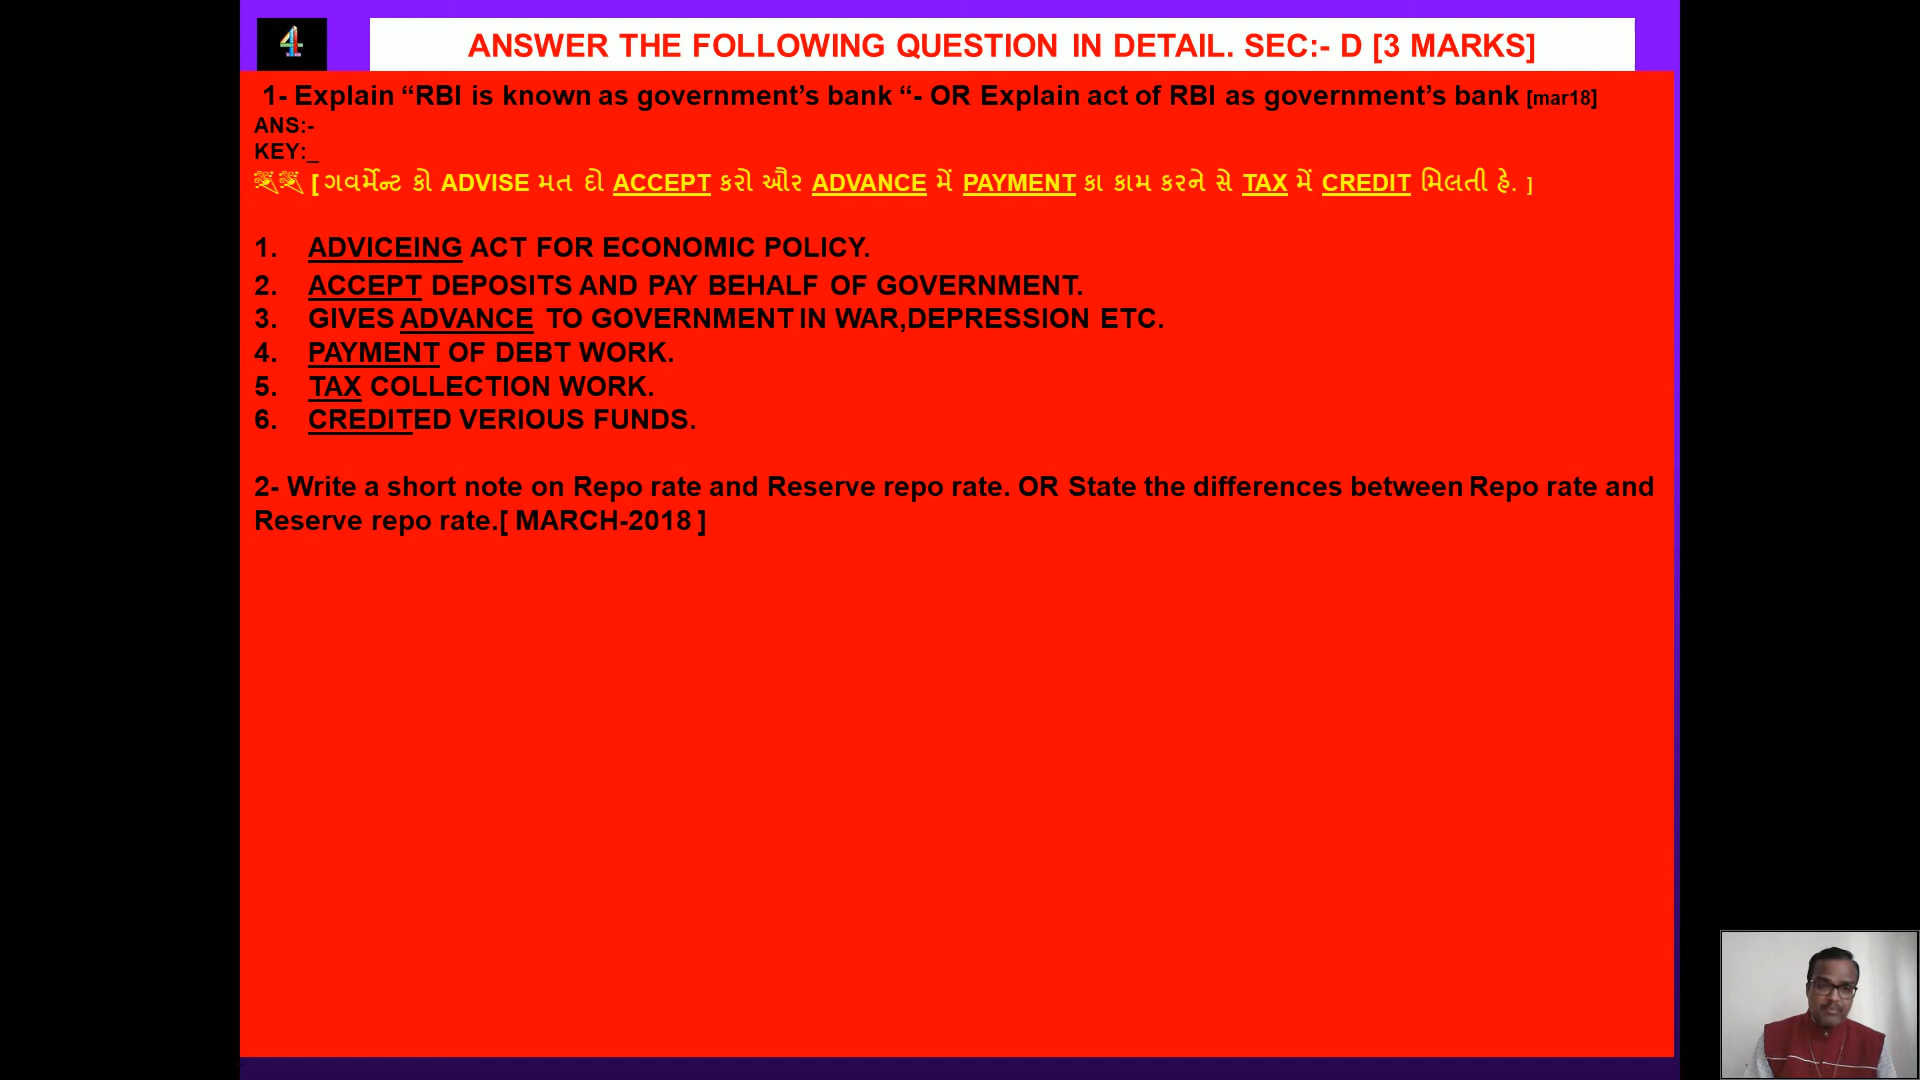 4
ANSWER THE FOLLOWING QUESTION IN DETAIL. SEC:- D [3 MARKS]
1- Explain “RBI is known as government’s bank “- OR Explain act of RBI as government’s bank [mar18]
ANS:-
KEY:_
[ ગવર્મેન્ટ કો ADVISE મત દો ACCEPT કરો ઔર ADVANCE મેં PAYMENT કા કામ કરને સે TAX મેં CREDIT મિલતી હે. ]
1. ADVICEING ACT FOR ECONOMIC POLICY.
2. ACCEPT DEPOSITS AND PAY BEHALF OF GOVERNMENT.
3. GIVES ADVANCE TO GOVERNMENT IN WAR,DEPRESSION ETC.
4. PAYMENT OF DEBT WORK.
5. TAX COLLECTION WORK.
6. CREDITED VERIOUS FUNDS.
2- Write a short note on Repo rate and Reserve repo rate. OR State the differences between Repo rate and
Reserve repo rate.[ MARCH-2018 ]